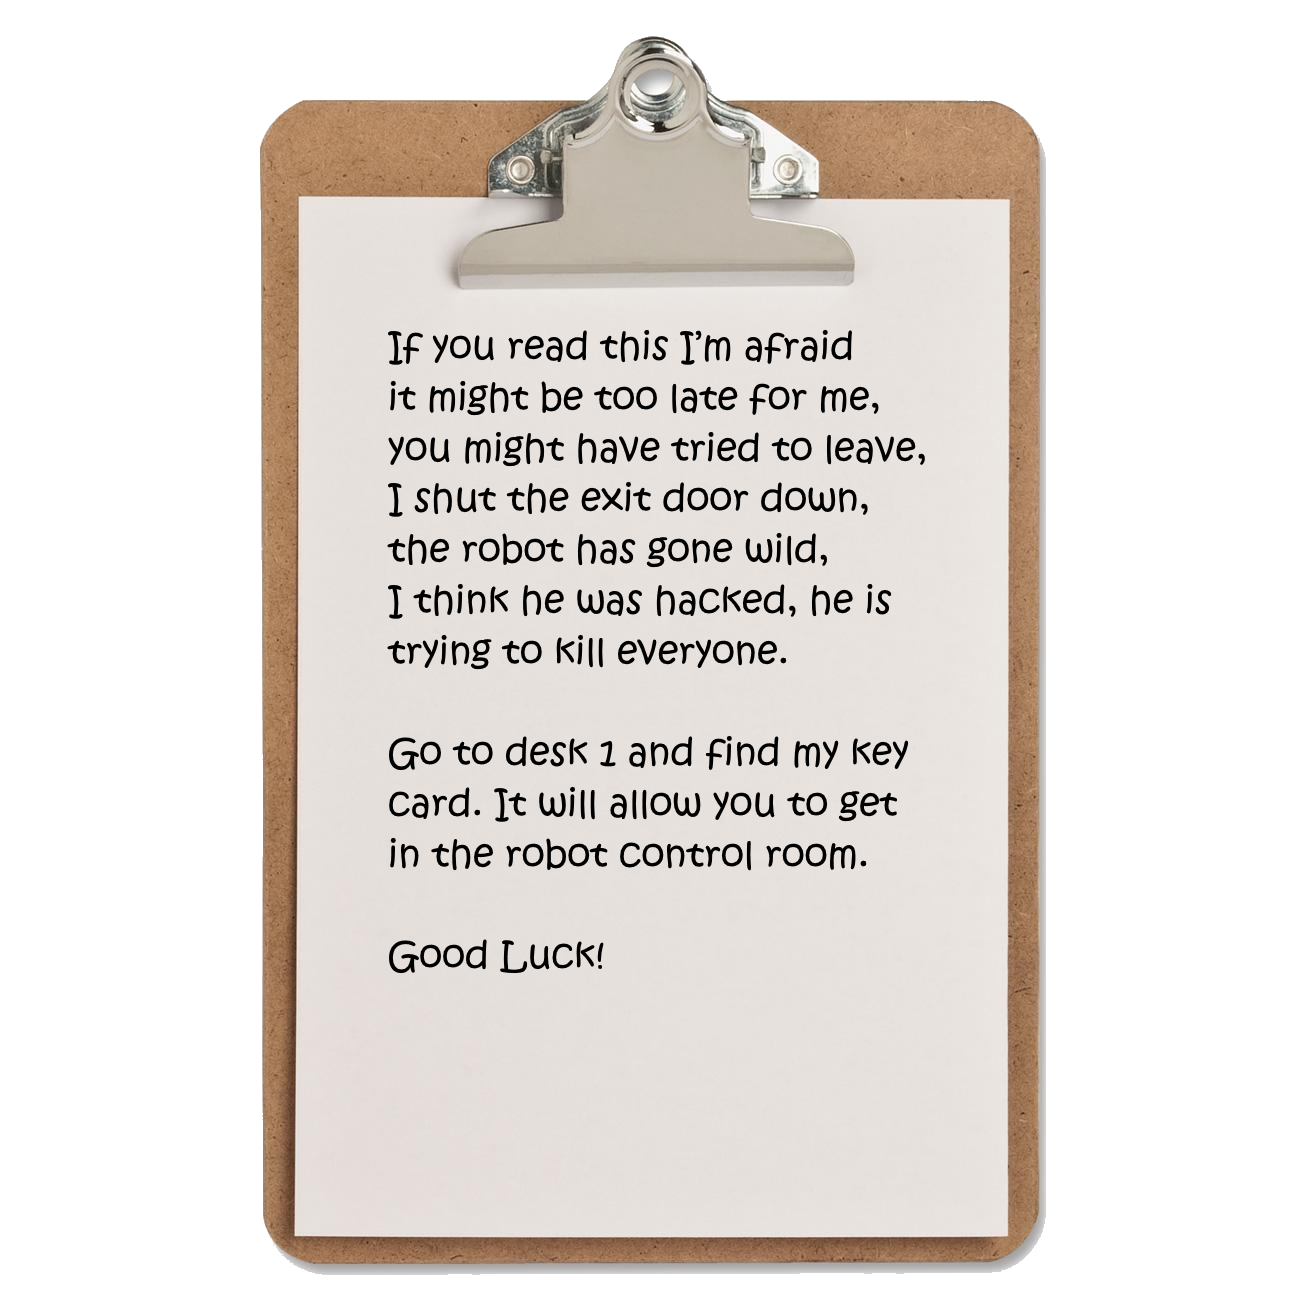 If you read this I'm afraid
it might be too late for me,
you might have tried to leave,
I shut the exit door down,
the robot has gone wild,
I think he was hacked, he is
trying to kill everyone.
Go to desk 1 and find my key
card. It will allow you to get
in the robot control room.
Good Luck!